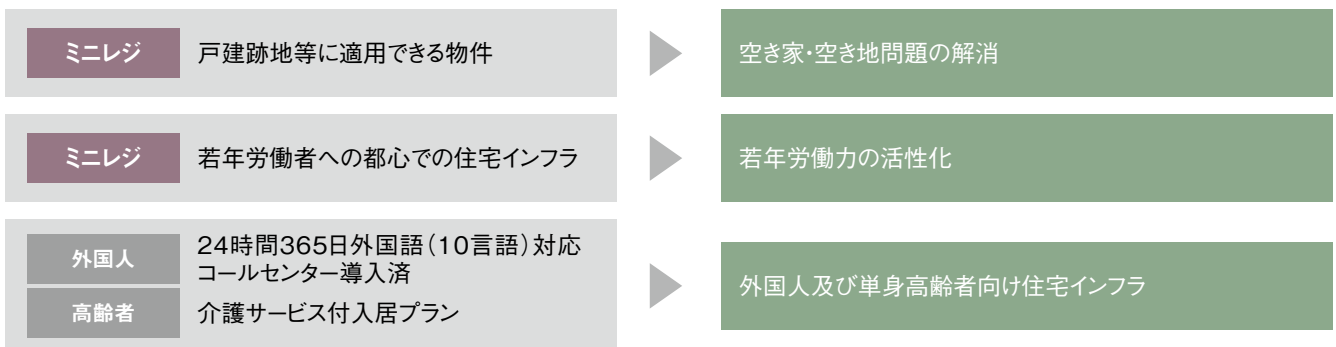 ミニレジ 戸建跡地等に適用できる物件 空き家・空き地問題の解消
ミニレジ 若年労働者への都心での住宅インフラ 若年労働力の活性化
外国人 24時間365日外国語（10言語）対応
コールセンター導入済
高齢者 介護サービス付入居プラン
外国人及び単身高齢者向け住宅インフラ